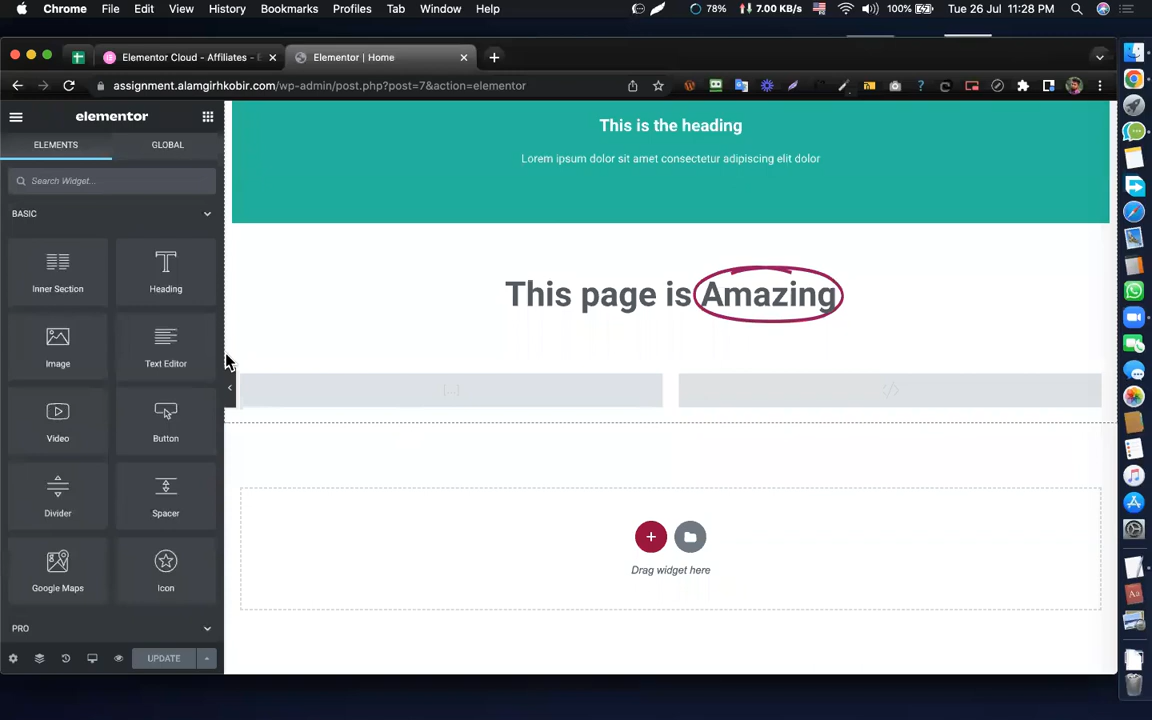 Chrome File Edit View History Bookmarks Profiles Tab Window Help 78% 7.00 KB/s 100% Tue 26 Jul 11:28 PM
Elementor Cloud - Affiliates - E
Elementor | Home
assignment.alamgirhkobir.com/wp-admin/post.php?post=7&action=elementor
elementor
ELEMENTS GLOBAL
Search Widget...
BASIC
Inner Section Heading
Image Text Editor
Video Button
Divider Spacer
Google Maps Icon
PRO
UPDATE
This is the heading
Lorem ipsum dolor sit amet consectetur adipiscing elit dolor
This page is Amazing
Drag widget here